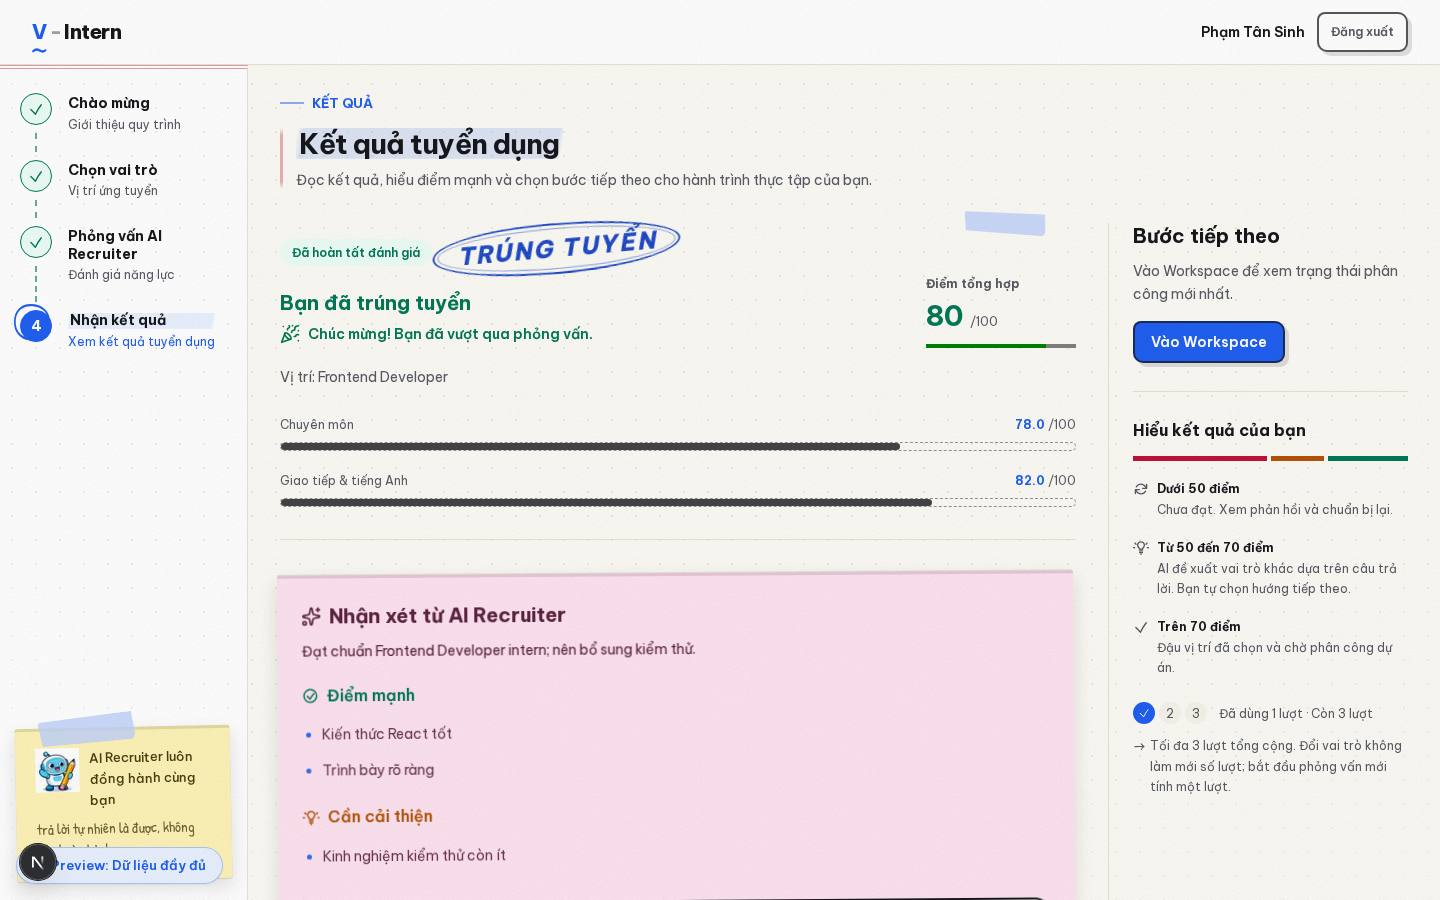 V - Intern
Phạm Tân Sinh
Đăng xuất
Chào mừng
Giới thiệu quy trình
Chọn vai trò
Vị trí ứng tuyển
Phỏng vấn AI
Recruiter
Đánh giá năng lực
4
Nhận kết quả
Xem kết quả tuyển dụng
AI Recruiter luôn
đồng hành cùng
bạn
trả lời tự nhiên là được, không
N
Preview: Dữ liệu đầy đủ
KẾT QUẢ
Kết quả tuyển dụng
Đọc kết quả, hiểu điểm mạnh và chọn bước tiếp theo cho hành trình thực tập của bạn.
Đã hoàn tất đánh giá
TRÚNG TUYỂN
Bạn đã trúng tuyển
Chúc mừng! Bạn đã vượt qua phỏng vấn.
Vị trí: Frontend Developer
Điểm tổng hợp
80 /100
Chuyên môn
78.0 /100
Giao tiếp & tiếng Anh
82.0 /100
Nhận xét từ AI Recruiter
Đạt chuẩn Frontend Developer intern; nên bổ sung kiểm thử.
Điểm mạnh
Kiến thức React tốt
Trình bày rõ ràng
Cần cải thiện
Kinh nghiệm kiểm thử còn ít
Bước tiếp theo
Vào Workspace để xem trạng thái phân
công mới nhất.
Vào Workspace
Hiểu kết quả của bạn
Dưới 50 điểm
Chưa đạt. Xem phản hồi và chuẩn bị lại.
Từ 50 đến 70 điểm
AI đề xuất vai trò khác dựa trên câu trả
lời. Bạn tự chọn hướng tiếp theo.
Trên 70 điểm
Đậu vị trí đã chọn và chờ phân công dự
án.
2 3 Đã dùng 1 lượt · Còn 3 lượt
→ Tối đa 3 lượt tổng cộng. Đổi vai trò không
làm mới số lượt; bắt đầu phỏng vấn mới
tính một lượt.